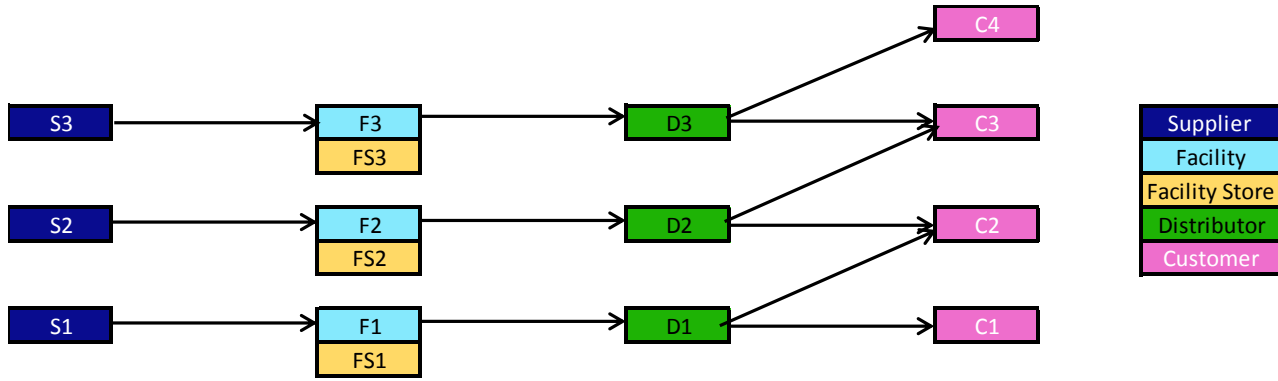 C4
S3
F3
FS3
D3
C3
S2
F2
FS2
D2
C2
S1
F1
FS1
D1
C1
Supplier
Facility
Facility Store
Distributor
Customer